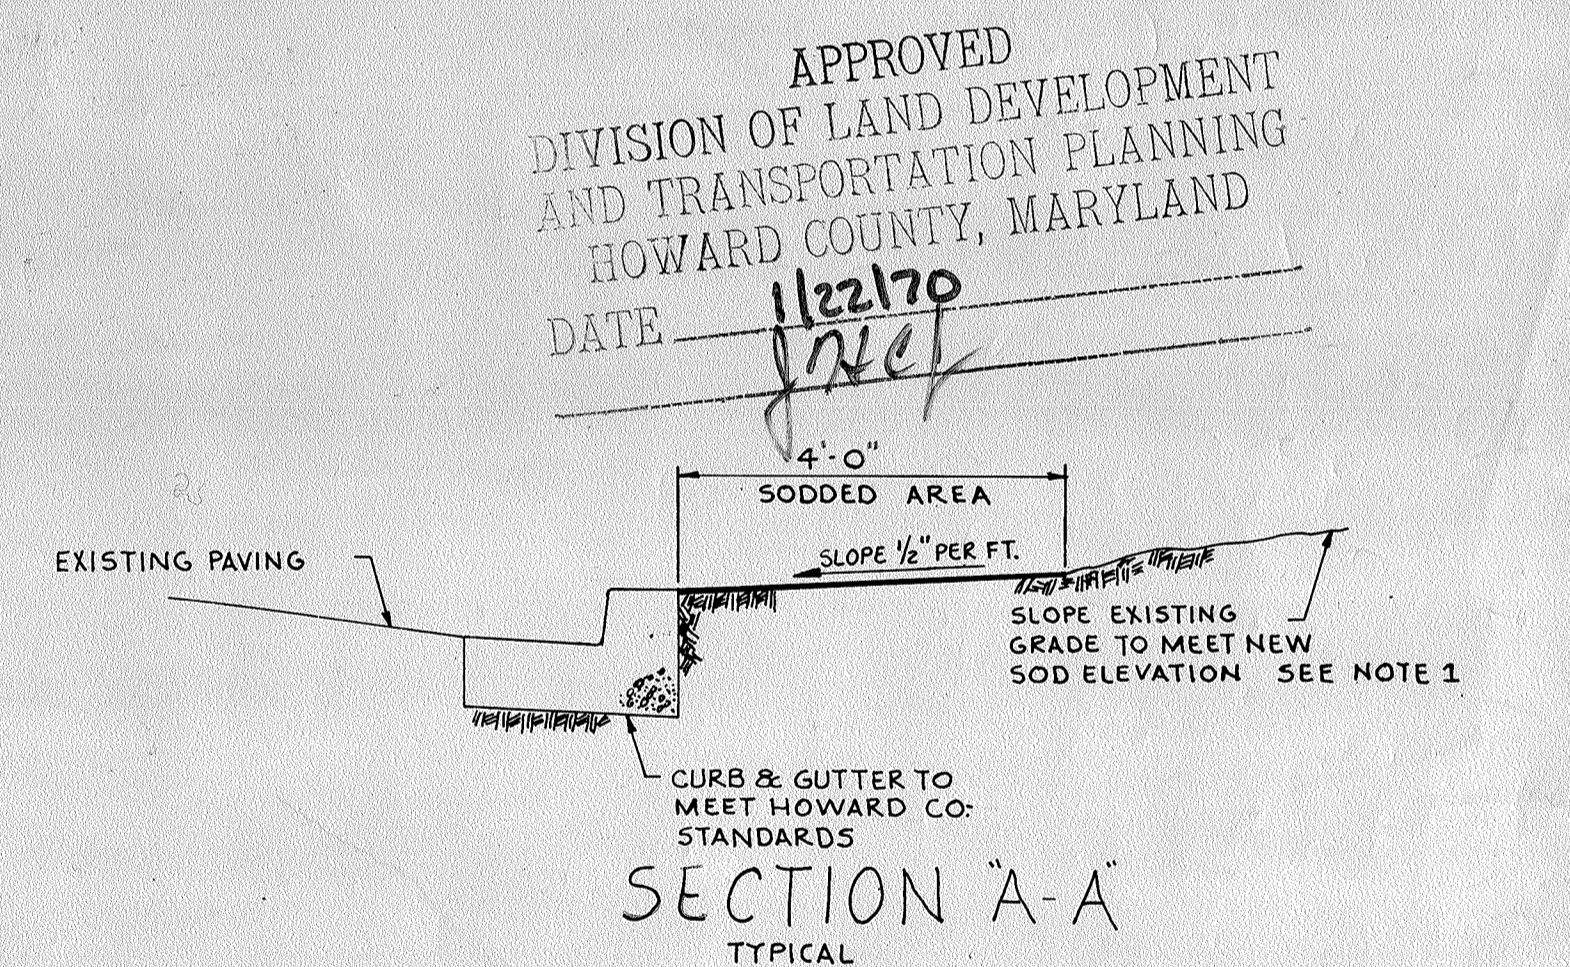 APPROVED
DIVISION OF LAND DEVELOPMENT
AND TRANSPORTATION PLANNING
HOWARD COUNTY, MARYLAND
DATE 1/22/70
4'-0"
SODDED AREA
EXISTING PAVING
SLOPE 1/2" PER FT.
SLOPE EXISTING
GRADE TO MEET NEW
SOD ELEVATION SEE NOTE 1
CURB & GUTTER TO
MEET HOWARD CO.
STANDARDS
SECTION "A-A"
TYPICAL